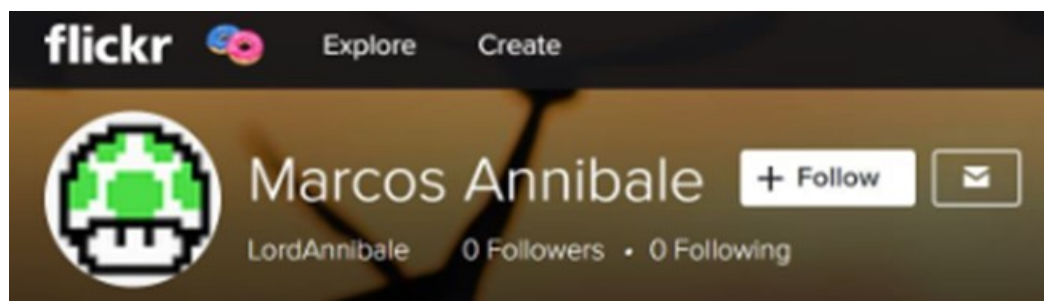 flickr Explore Create
Marcos Annibale + Follow
LordAnnibale 0 Followers • 0 Following